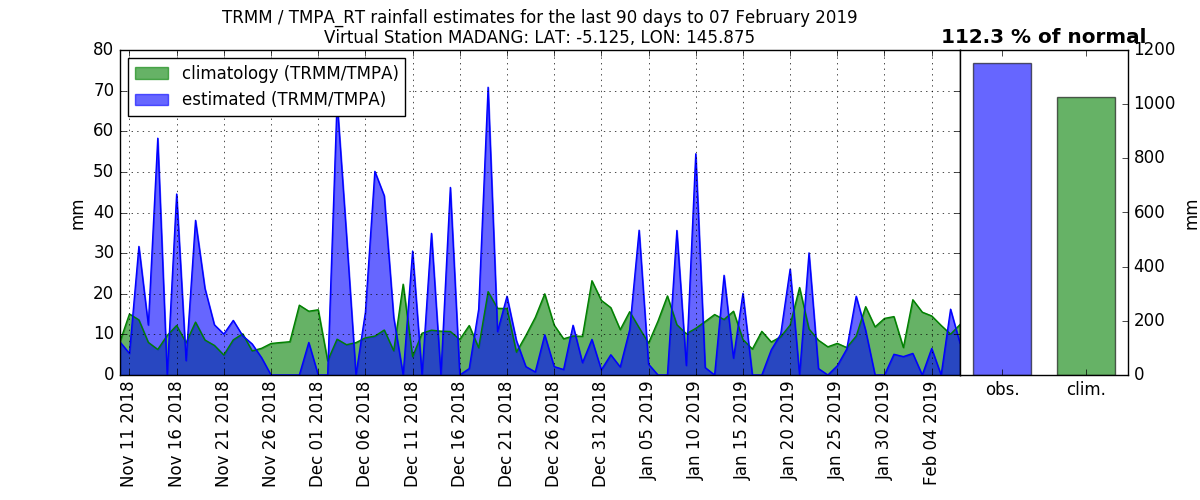 TRMM / TMPA_RT rainfall estimates for the last 90 days to 07 February 2019
Virtual Station MADANG: LAT: -5.125, LON: 145.875
112.3 % of normal
climatology (TRMM/TMPA)
estimated (TRMM/TMPA)
mm
80
70
60
50
40
30
20
10
0
Nov 11 2018
Nov 16 2018
Nov 21 2018
Nov 26 2018
Dec 01 2018
Dec 06 2018
Dec 11 2018
Dec 16 2018
Dec 21 2018
Dec 26 2018
Dec 31 2018
Jan 05 2019
Jan 10 2019
Jan 15 2019
Jan 20 2019
Jan 25 2019
Jan 30 2019
Feb 04 2019
obs.
clim.
1200
1000
800
600
400
200
0
mm